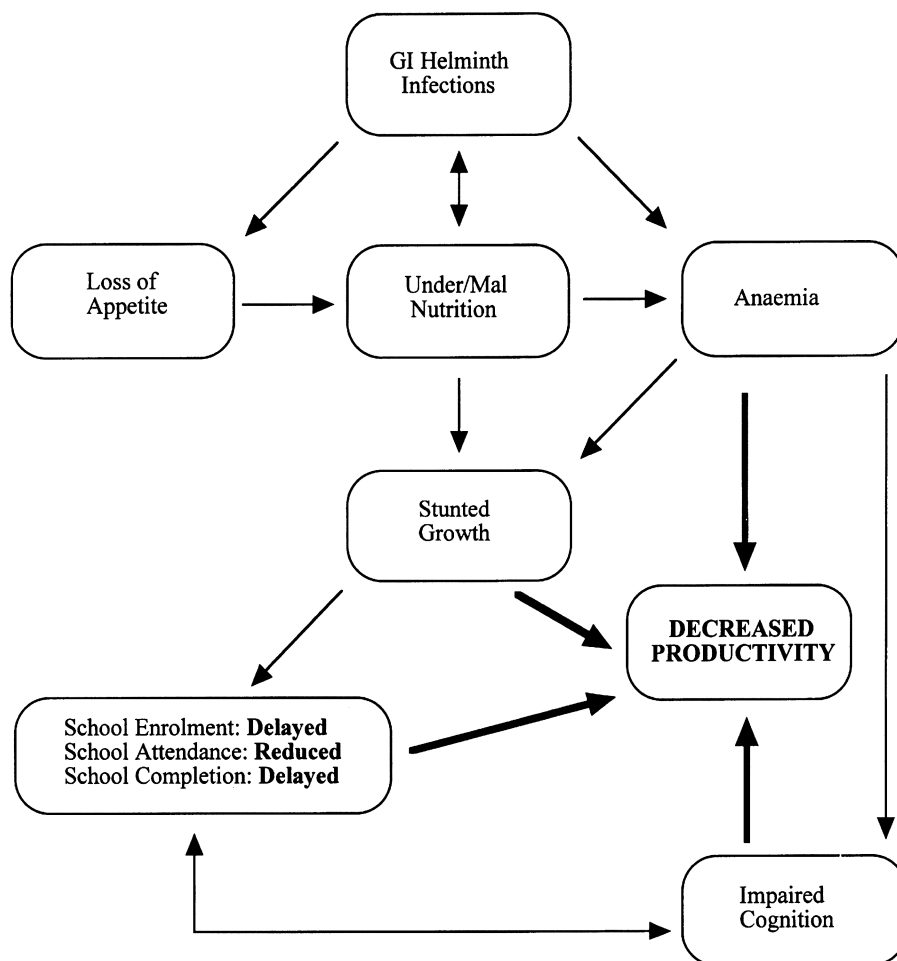 GI Helminth
Infections
Loss of
Appetite
Under/Mal
Nutrition
Anaemia
Stunted
Growth
DECREASED
PRODUCTIVITY
School Enrolment: Delayed
School Attendance: Reduced
School Completion: Delayed
Impaired
Cognition